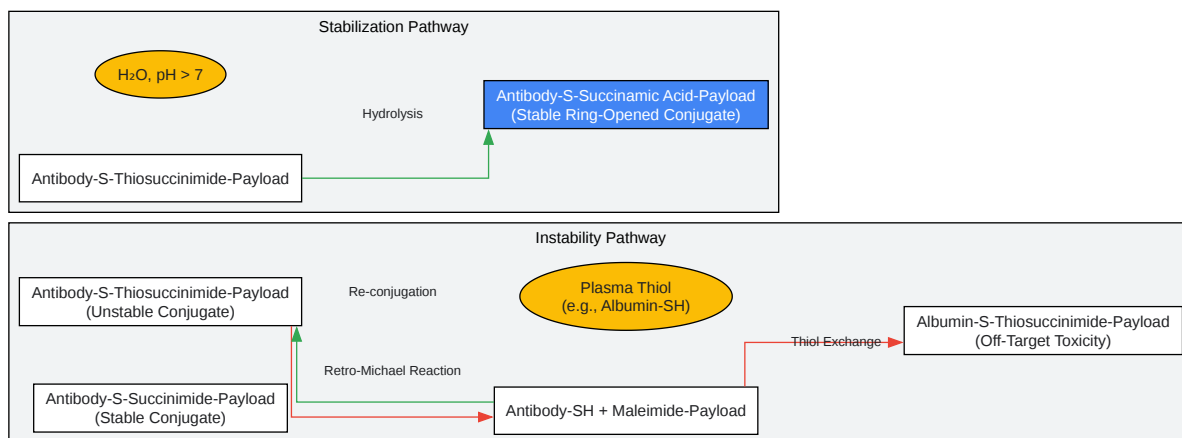 Stabilization Pathway
H₂O, pH > 7
Antibody-S-Succinamic Acid-Payload
(Stable Ring-Opened Conjugate)
Hydrolysis
Antibody-S-Thiosuccinimide-Payload
Instability Pathway
Antibody-S-Thiosuccinimide-Payload
(Unstable Conjugate)
Re-conjugation
Plasma Thiol
(e.g., Albumin-SH)
Albumin-S-Thiosuccinimide-Payload
(Off-Target Toxicity)
Thiol Exchange
Retro-Michael Reaction
Antibody-S-Succinimide-Payload
(Stable Conjugate)
Antibody-SH + Maleimide-Payload